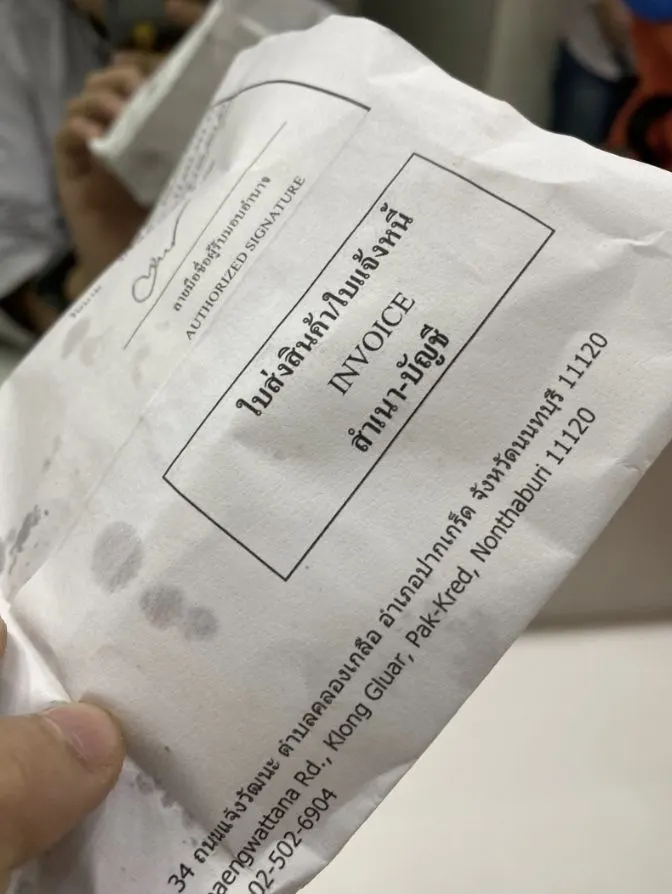 ลายมือชื่อผู้รับมอบอำนาจ
AUTHORIZED SIGNATURE
ใบส่งสินค้า/ใบแจ้งหนี้
INVOICE
สำเนา-บัญชี
34 ถนนแจ้งวัฒนะ ตำบลคลองเกลือ อำเภอปากเกร็ด จังหวัดนนทบุรี 11120
aengwattana Rd., Klong Gluar, Pak-Kred, Nonthaburi 11120
02-502-6904